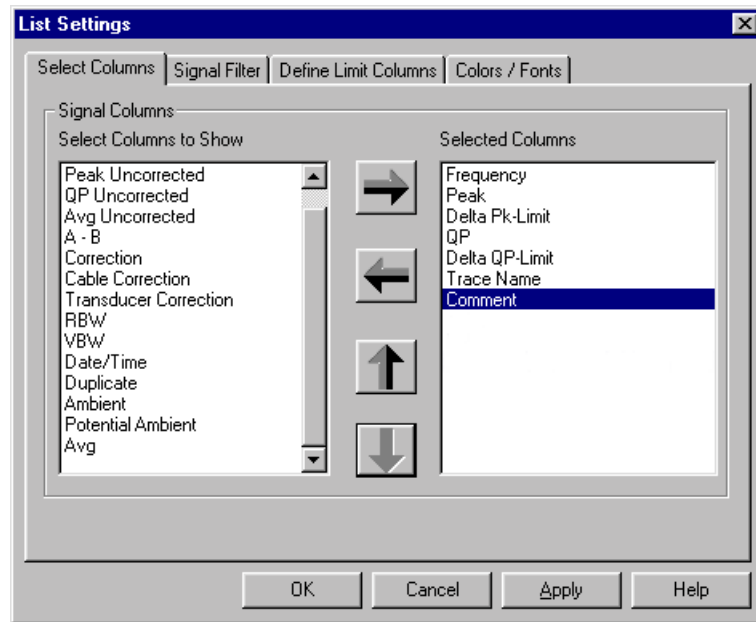 List Settings
Select Columns
Signal Filter
Define Limit Columns
Colors / Fonts
Signal Columns
Select Columns to Show
Peak Uncorrected
QP Uncorrected
Avg Uncorrected
A - B
Correction
Cable Correction
Transducer Correction
RBW
VBW
Date/Time
Duplicate
Ambient
Potential Ambient
Avg
Selected Columns
Frequency
Peak
Delta Pk-Limit
QP
Delta QP-Limit
Trace Name
Comment
OK
Cancel
Apply
Help